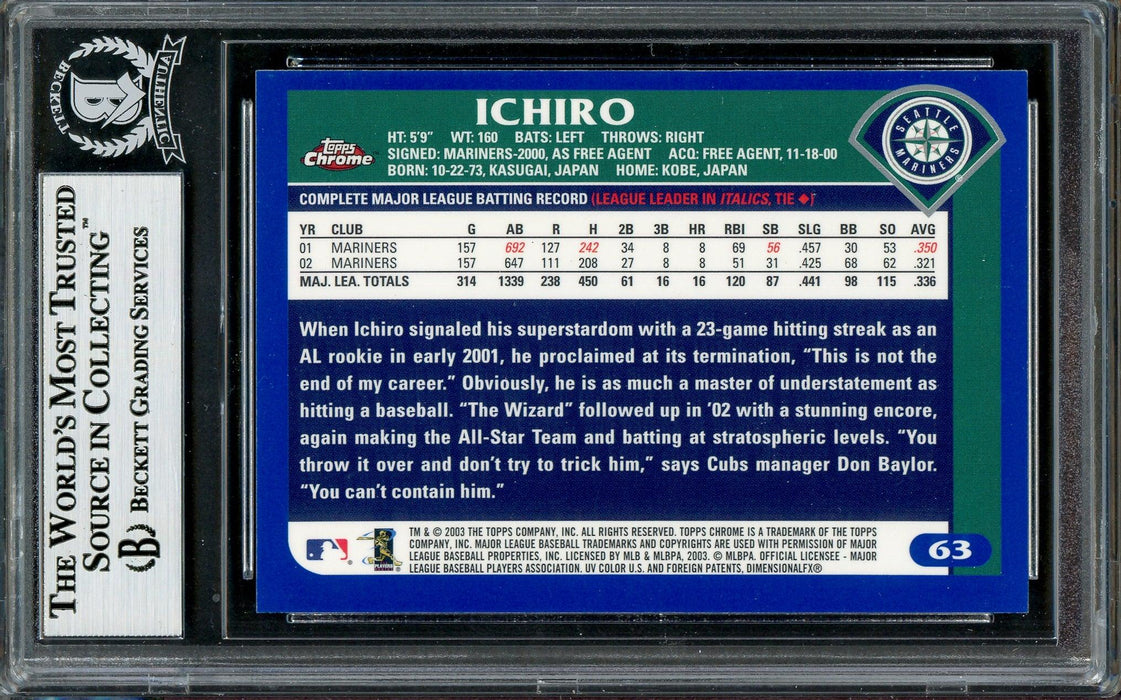 BECKETT
AUTHENTIC
B
THE WORLD'S MOST TRUSTED
SOURCE IN COLLECTING™
B BECKETT GRADING SERVICES
ICHIRO
Topps
Chrome™
HT: 5'9" WT: 160 BATS: LEFT THROWS: RIGHT
SIGNED: MARINERS-2000, AS FREE AGENT ACQ: FREE AGENT, 11-18-00
BORN: 10-22-73, KASUGAI, JAPAN HOME: KOBE, JAPAN
SEATTLE
MARINERS
®
COMPLETE MAJOR LEAGUE BATTING RECORD (LEAGUE LEADER IN ITALICS, TIE ♦)
YR CLUB G AB R H 2B 3B HR RBI SB SLG BB SO AVG
01 MARINERS 157 692 127 242 34 8 8 69 56 .457 30 53 .350
02 MARINERS 157 647 111 208 27 8 8 51 31 .425 68 62 .321
MAJ. LEA. TOTALS 314 1339 238 450 61 16 16 120 87 .441 98 115 .336
When Ichiro signaled his superstardom with a 23-game hitting streak as an
AL rookie in early 2001, he proclaimed at its termination, "This is not the
end of my career." Obviously, he is as much a master of understatement as
hitting a baseball. "The Wizard" followed up in '02 with a stunning encore,
again making the All-Star Team and batting at stratospheric levels. "You
throw it over and don't try to trick him," says Cubs manager Don Baylor.
"You can't contain him."
TM & © 2003 THE TOPPS COMPANY, INC. ALL RIGHTS RESERVED. TOPPS CHROME IS A TRADEMARK OF THE TOPPS
COMPANY, INC. MAJOR LEAGUE BASEBALL TRADEMARKS AND COPYRIGHTS ARE USED WITH PERMISSION OF MAJOR
LEAGUE BASEBALL PROPERTIES, INC. LICENSED BY MLB & MLBPA, 2003. © MLBPA. OFFICIAL LICENSEE - MAJOR
LEAGUE BASEBALL PLAYERS ASSOCIATION. UV COLOR U.S. AND FOREIGN PATENTS, DIMENSIONALFX®
PLAYERS
63